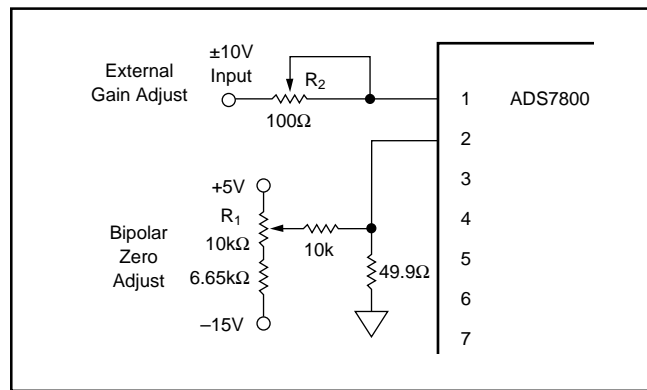 External
Gain Adjust
±10V
Input
R2
100Ω
1
ADS7800
2
3
4
5
6
7
+5V
R1
10kΩ
10k
Bipolar
Zero
Adjust
6.65kΩ
49.9Ω
–15V